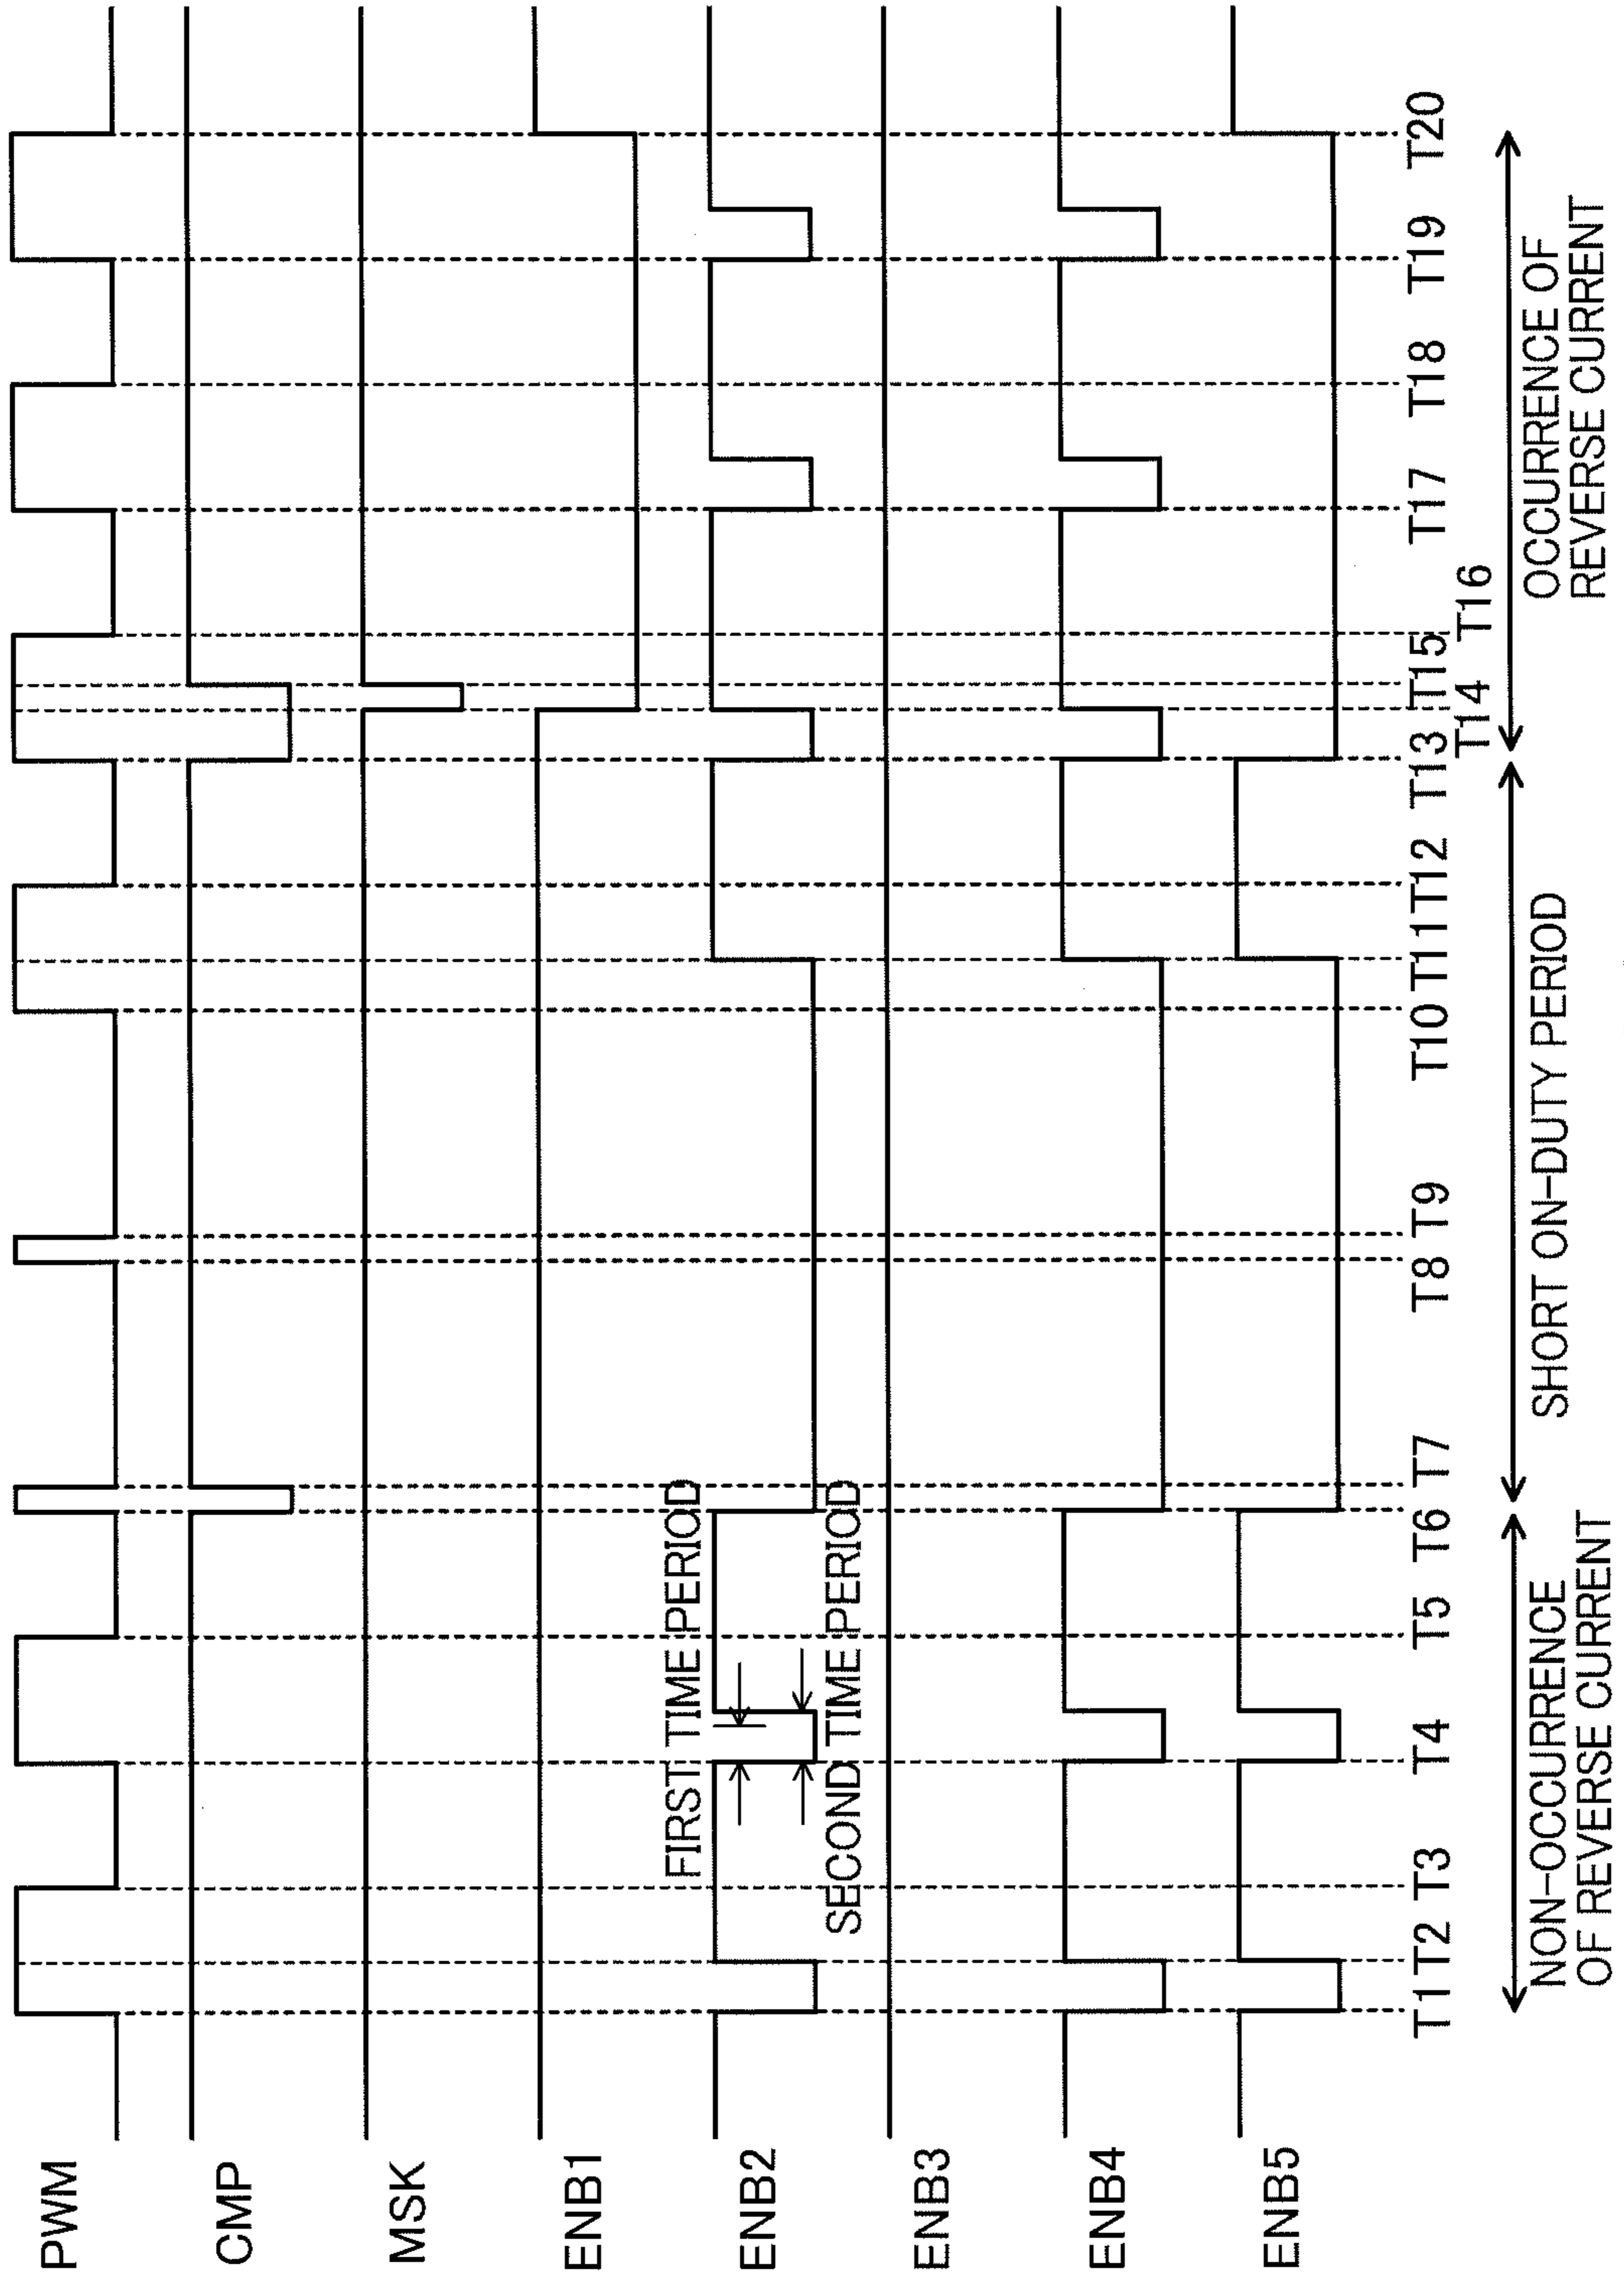 PWM
CMP
MSK
ENB1
ENB2
FIRST TIME PERIOD
SECOND TIME PERIOD
ENB3
ENB4
ENB5
T1 T2 T3 T4 T5 T6 T7 T8 T9 T10 T11 T12 T13 T15 T17 T18 T19 T20
T14 T16
NON-OCCURRENCE
OF REVERSE CURRENT
SHORT ON-DUTY PERIOD
OCCURRENCE OF
REVERSE CURRENT